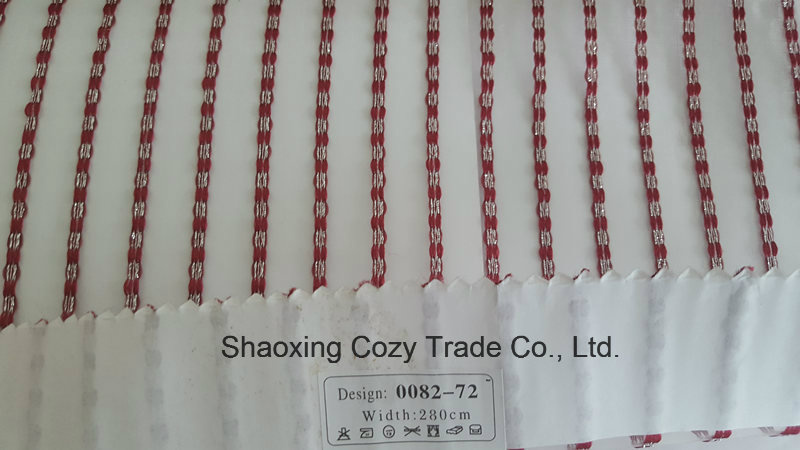 Shaoxing Cozy Trade Co., Ltd.
Design: 0082-72
Width:280cm